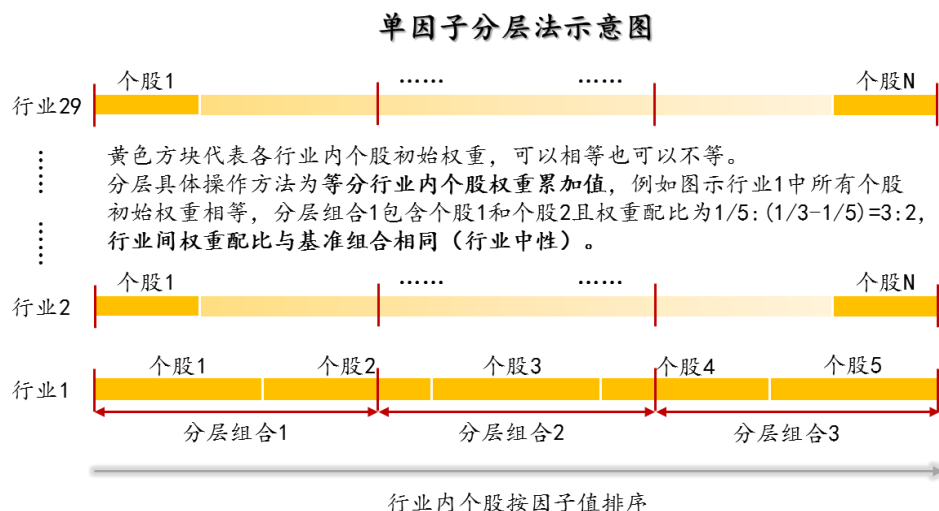 单因子分层法示意图
个股1 …… …… 个股N
行业29
黄色方块代表各行业内个股初始权重，可以相等也可以不等。
分层具体操作方法为等分行业内个股权重累加值，例如图示行业1中所有个股
初始权重相等，分层组合1包含个股1和个股2且权重配比为1/5:(1/3-1/5)=3:2，
行业间权重配比与基准组合相同（行业中性）。
……
……
个股1 …… …… 个股N
行业2
个股1 个股2 个股3 个股4 个股5
行业1
分层组合1 分层组合2 分层组合3
行业内个股按因子值排序